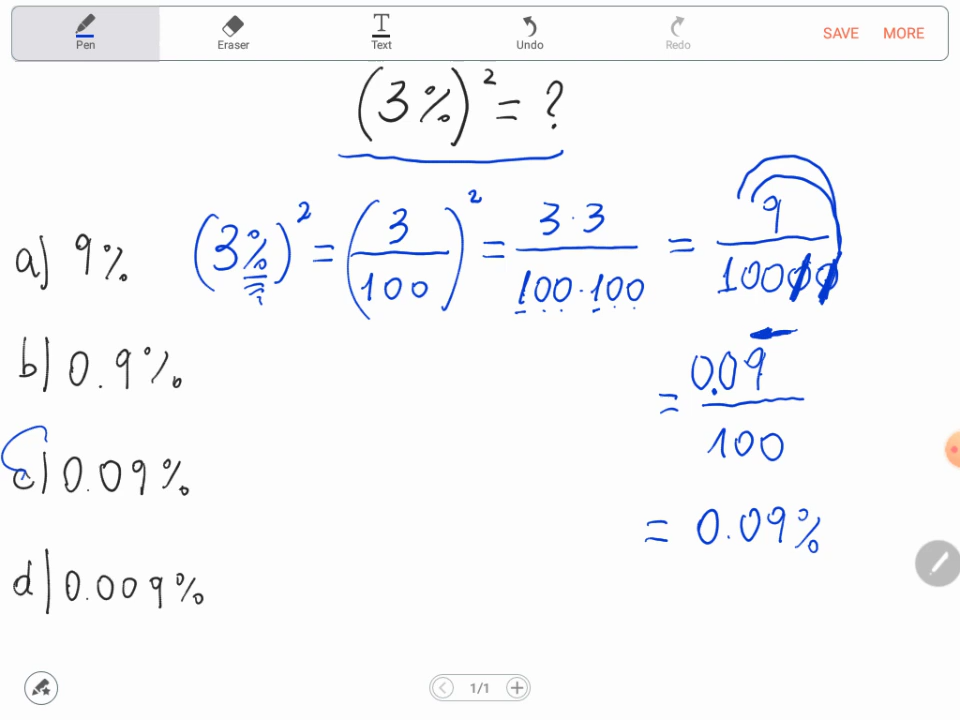 Pen Eraser Text Undo Redo SAVE MORE
(3%)² = ?
a) 9%
(3%)² = (3/100)² = 3·3/100·100 = 9/10000
b) 0.9%
= 0.09/100
c) 0.09%
= 0.09%
d) 0.009%
1/1